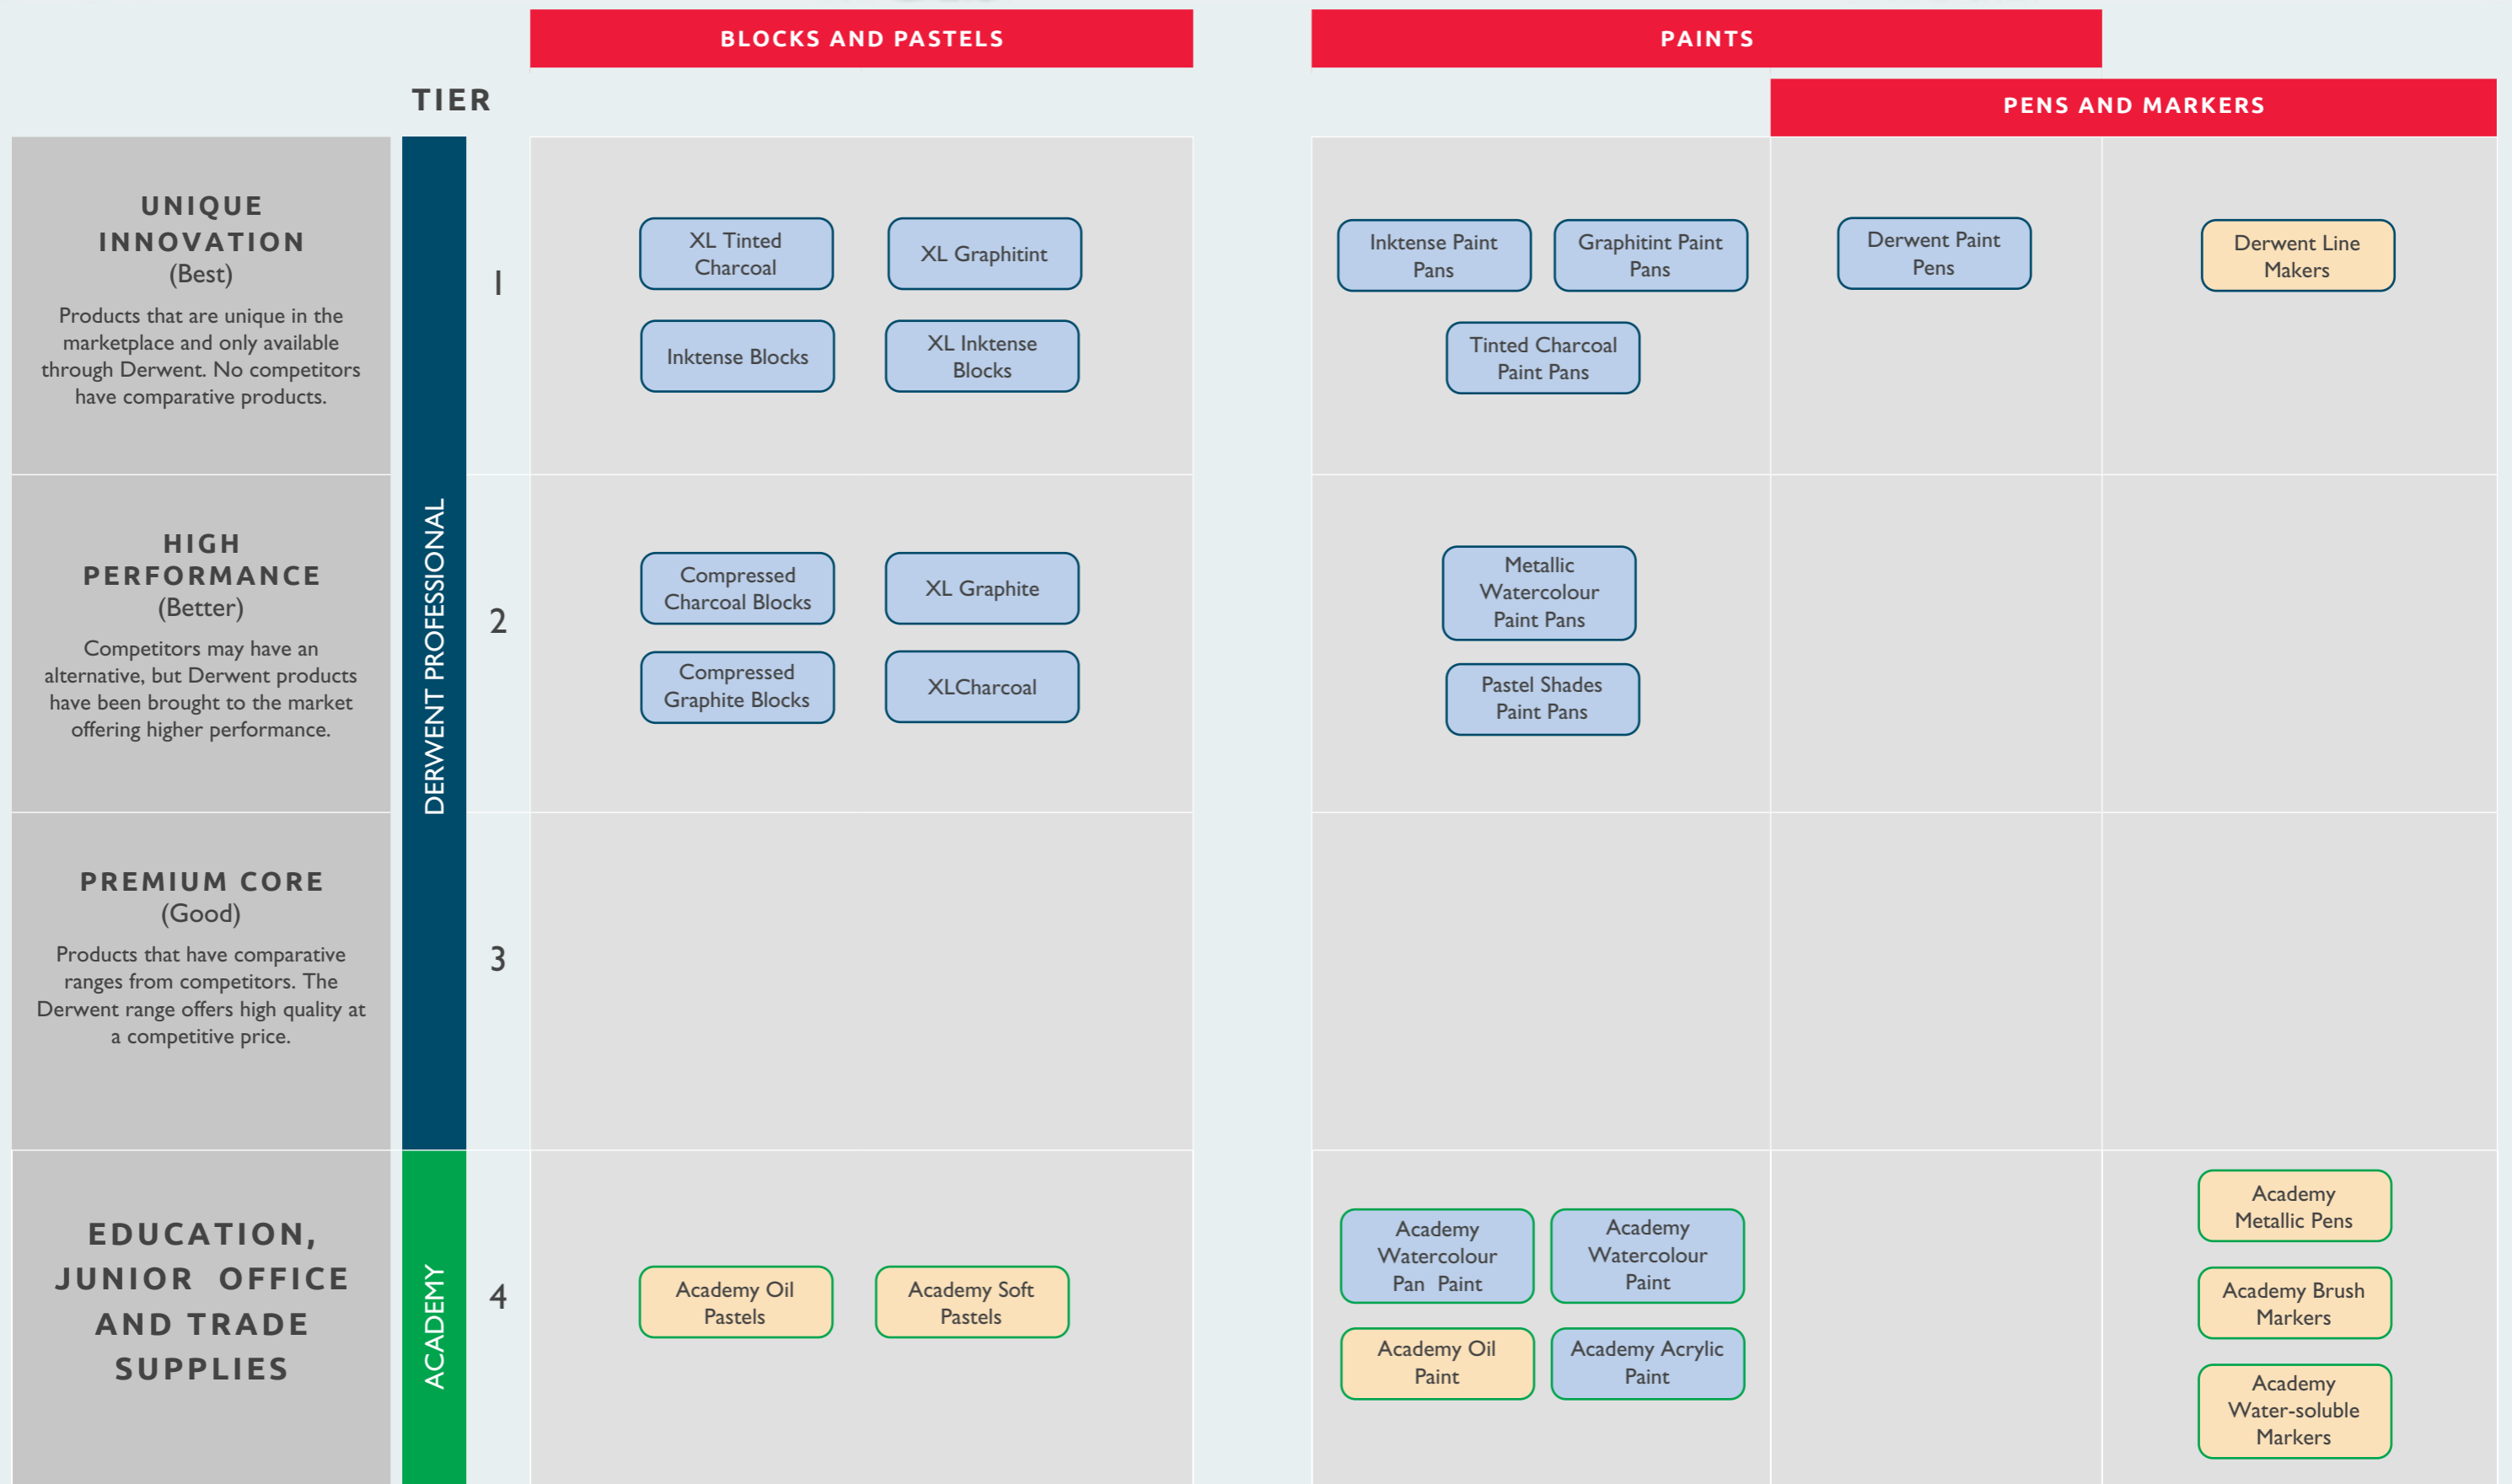 BLOCKS AND PASTELS
PAINTS
TIER
PENS AND MARKERS
UNIQUE
INNOVATION
(Best)
Products that are unique in the
marketplace and only available
through Derwent. No competitors
have comparative products.
DERWENT PROFESSIONAL
1
XL Tinted
Charcoal
XL Graphitint
Inktense Blocks
XL Inktense
Blocks
Inktense Paint
Pans
Graphitint Paint
Pans
Tinted Charcoal
Paint Pans
Derwent Paint
Pens
Derwent Line
Makers
HIGH
PERFORMANCE
(Better)
Competitors may have an
alternative, but Derwent products
have been brought to the market
offering higher performance.
2
Compressed
Charcoal Blocks
XL Graphite
Compressed
Graphite Blocks
XLCharcoal
Metallic
Watercolour
Paint Pans
Pastel Shades
Paint Pans
PREMIUM CORE
(Good)
Products that have comparative
ranges from competitors. The
Derwent range offers high quality at
a competitive price.
3
EDUCATION,
JUNIOR OFFICE
AND TRADE
SUPPLIES
ACADEMY
4
Academy Oil
Pastels
Academy Soft
Pastels
Academy
Watercolour
Pan Paint
Academy
Watercolour
Paint
Academy Oil
Paint
Academy Acrylic
Paint
Academy
Metallic Pens
Academy Brush
Markers
Academy
Water-soluble
Markers